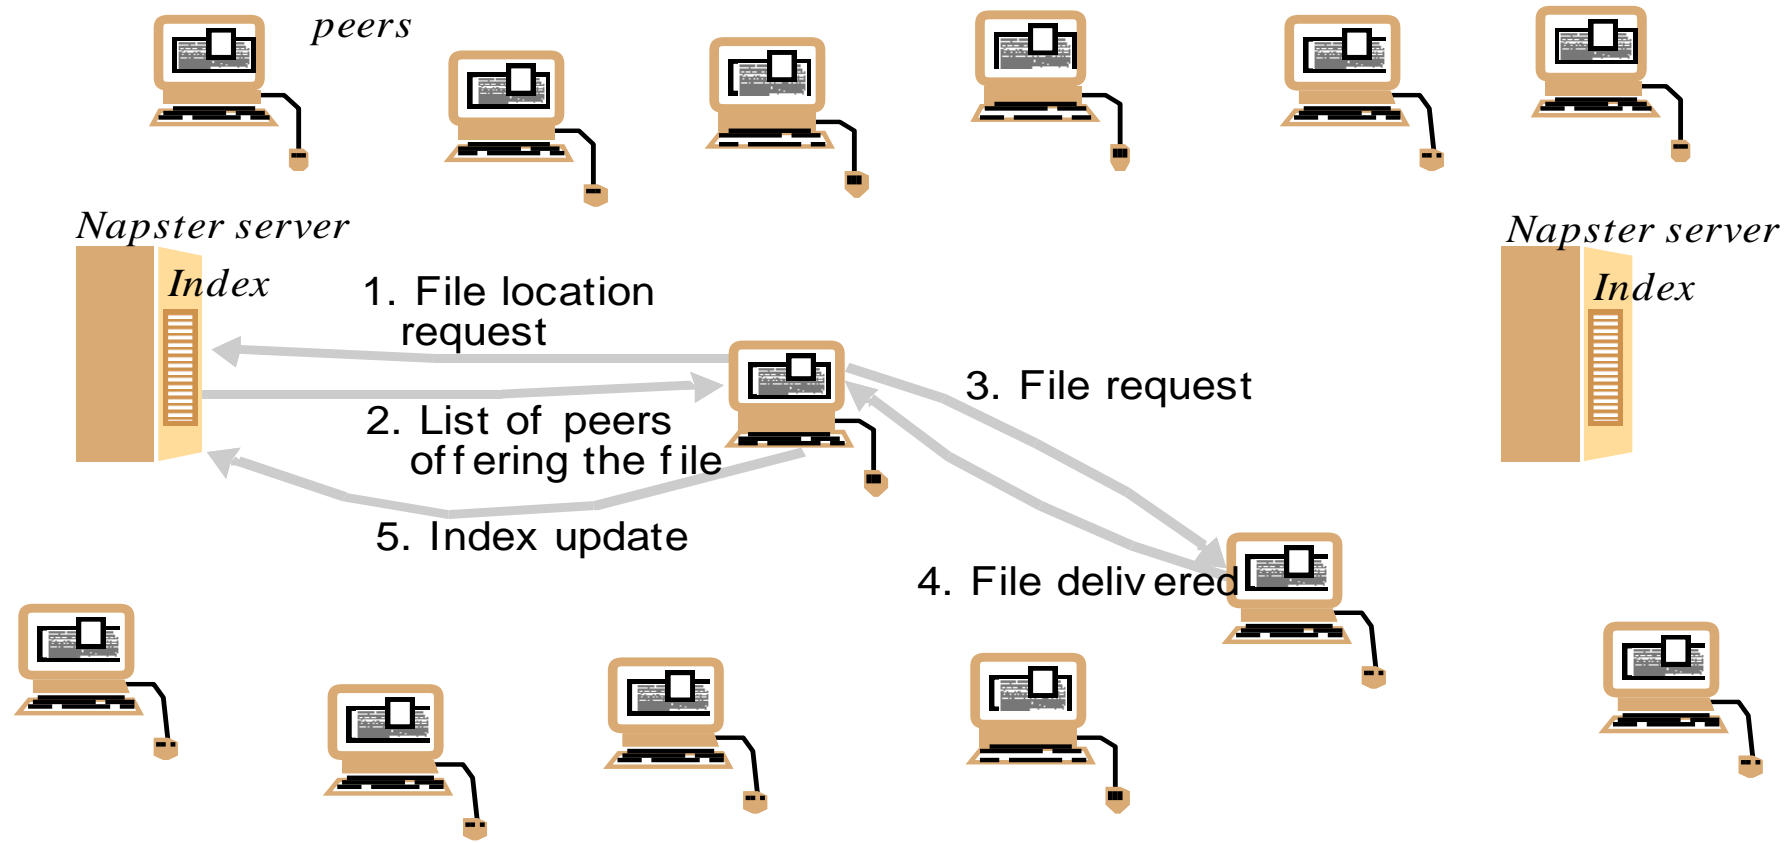 peers
Napster server
Index
Napster server
Index
1. File location
request
2. List of peers
offering the file
3. File request
4. File delivered
5. Index update